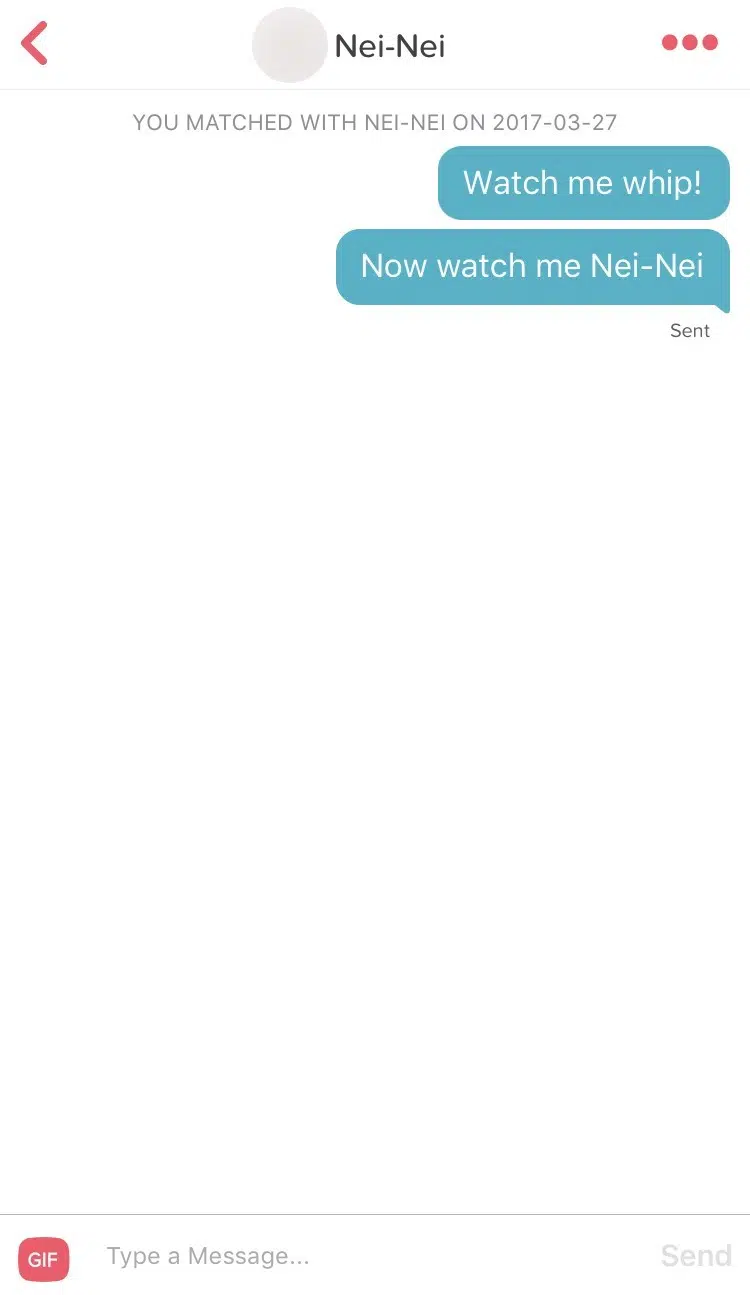 Nei-Nei
YOU MATCHED WITH NEI-NEI ON 2017-03-27
Watch me whip!
Now watch me Nei-Nei
Sent
GIF
Type a Message...
Send